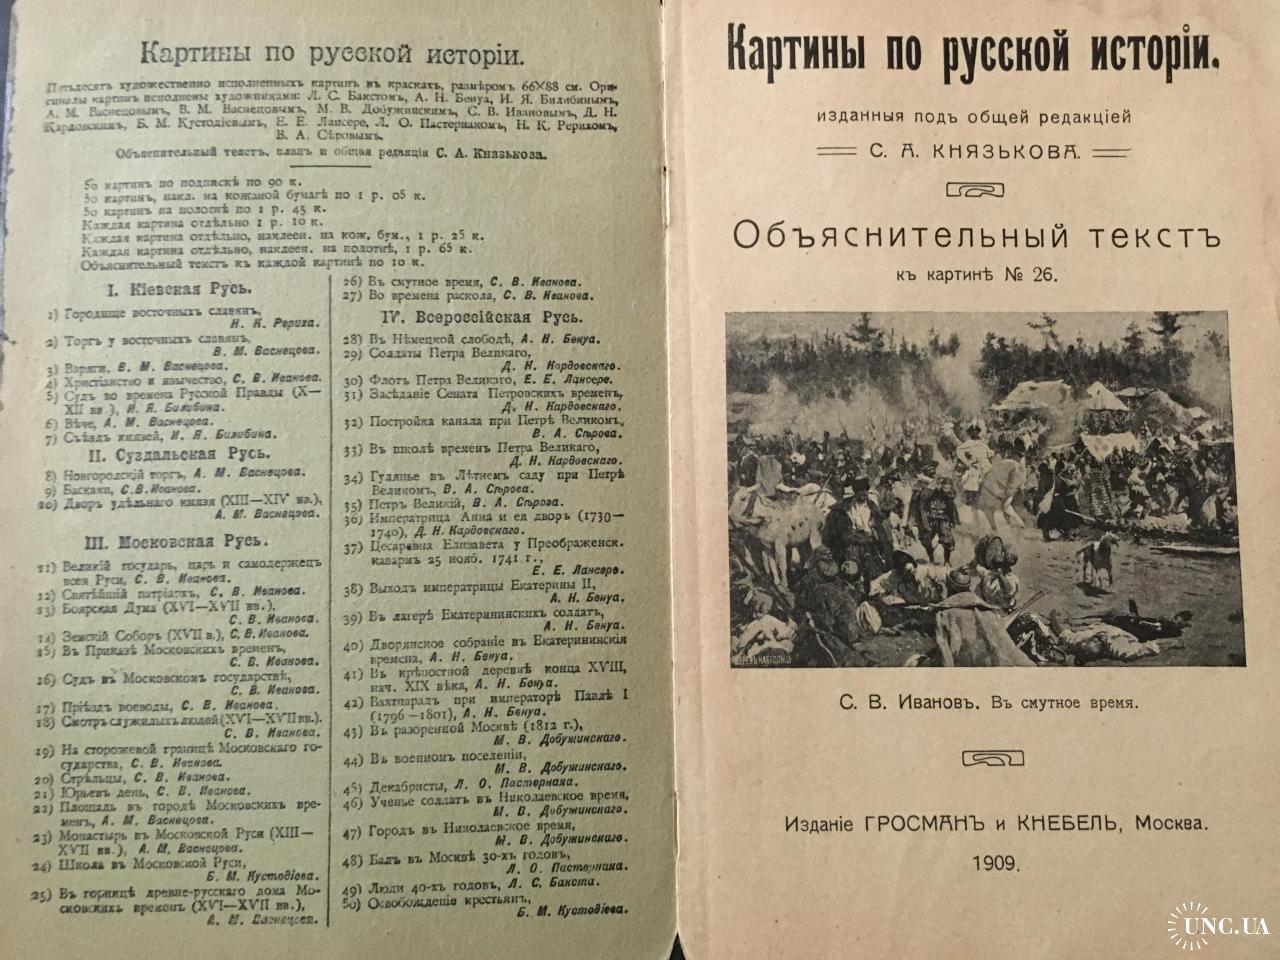 Картины по русской исторіи.
Пятьдесятъ художественно исполненныхъ картинъ въ краскахъ, размѣромъ 66×88 см. Ори-
гиналы картинъ исполнены художниками: Л. С. Бакстомъ, А. Н. Бенуа, И. Я. Билибинымъ,
А. М. Васнецовымъ, В. М. Васнецовымъ, М. В. Добужинскимъ, С. В. Ивановымъ, Д. Н.
Кардовскимъ, Б. М. Кустодіевымъ, Е. Е. Лансере, Л. О. Пастернакомъ, Н. К. Рерихомъ,
В. А. Сѣровымъ.
Объяснительный текстъ, планъ и общая редакція С. А. Князькова.
50 картинъ по подпискѣ по 90 к.
50 картинъ, накл. на кожаной бумагѣ по 1 р. 05 к.
50 картинъ на полотнѣ по 1 р. 45 к.
Каждая картина отдѣльно 1 р. 10 к.
Каждая картина отдѣльно, наклеен. на кож. бум., 1 р. 25 к.
Каждая картина отдѣльно, наклеен. на полотнѣ, 1 р. 65 к.
Объяснительный текстъ къ каждой картинѣ по 10 к.
I. Кіевская Русь.
1) Городище восточныхъ славянъ,
Н. К. Рериха.
2) Торгъ у восточныхъ славянъ,
В. М. Васнецова.
3) Варяги, В. М. Васнецова.
4) Христіанство и язычество, С. В. Иванова.
5) Судъ во времена Русской Правды (X—
XII вв.), И. Я. Билибина.
6) Вѣче, А. М. Васнецова.
7) Съѣздъ князей, И. Я. Билибина.
II. Суздальская Русь.
8) Новгородскій торгъ, А. М. Васнецова.
9) Баскаки, С. В. Иванова.
10) Дворъ удѣльнаго князя (XIII—XIV вв.),
А. М. Васнецова.
III. Московская Русь.
11) Великій государь, царь и самодержецъ
всея Руси, С. В. Иванова.
12) Святѣйшій патріархъ, С. В. Иванова.
13) Боярская Дума (XVI—XVII вв.),
С. В. Иванова.
14) Земскій Соборъ (XVII в.), С. В. Иванова.
15) Въ Приказѣ Московскихъ временъ,
С. В. Иванова.
16) Судъ въ Московскомъ государствѣ,
С. В. Иванова.
17) Пріѣздъ воеводы, С. В. Иванова.
18) Смотръ служилыхъ людей (XVI—XVII вв.).
С. В. Иванова.
19) На сторожевой границѣ Московскаго го-
сударства, С. В. Иванова.
20) Стрѣльцы, С. В. Иванова.
21) Юрьевъ день, С. В. Иванова.
22) Площадь въ городѣ Московскихъ вре-
менъ, А. М. Васнецова.
23) Монастырь въ Московской Руси (XIII—
XVII вв.), А. М. Васнецова.
24) Школа въ Московской Руси,
Б. М. Кустодіева.
25) Въ горницѣ древне-русскаго дома Мо-
сковскихъ временъ (XVI—XVII вв.),
А. М. Васнецова.
26) Въ смутное время, С. В. Иванова.
27) Во времена раскола, С. В. Иванова.
IV. Всероссійская Русь.
28) Въ Нѣмецкой слободѣ, А. Н. Бенуа.
29) Солдаты Петра Великаго,
Д. Н. Кардовскаго.
30) Флотъ Петра Великаго, Е. Е. Лансере.
31) Засѣданіе Сената Петровскихъ временъ,
Д. Н. Кардовскаго.
32) Постройка канала при Петрѣ Великомъ,
В. А. Сѣрова.
33) Въ школѣ временъ Петра Великаго,
Д. Н. Кардовскаго.
34) Гулянье въ Лѣтнемъ саду при Петрѣ
Великомъ, В. А. Сѣрова.
35) Петръ Великій, В. А. Сѣрова.
36) Императрица Анна и ея дворъ (1730—
1740), Д. Н. Кардовскаго.
37) Цесаревна Елизавета у Преображенск.
казармъ 25 нояб. 1741 г.,
Е. Е. Лансере.
38) Выходъ императрицы Екатерины II,
А. Н. Бенуа.
39) Въ лагерѣ Екатерининскихъ солдатъ,
А. Н. Бенуа.
40) Дворянское собраніе въ Екатерининскія
времена, А. Н. Бенуа.
41) Въ крѣпостной деревнѣ конца XVIII,
нач. XIX вѣка, А. Н. Бенуа.
42) Вахтпарадъ при императорѣ Павлѣ I
(1796—1801), А. Н. Бенуа.
43) Въ разоренной Москвѣ (1812 г.),
М. В. Добужинскаго.
44) Въ военномъ поселеніи,
М. В. Добужинскаго.
45) Декабристы, Л. О. Пастернака.
46) Ученье солдатъ въ Николаевское время,
М. В. Добужинскаго.
47) Городъ въ Николаевское время,
М. В. Добужинскаго.
48) Балъ въ Москвѣ 30-хъ годовъ,
Л. О. Пастернака.
49) Люди 40-хъ годовъ, Л. С. Бакста.
50) Освобожденіе крестьянъ,
Б. М. Кустодіева.
Картины по русской исторіи.
изданныя подъ общей редакціей
С. А. КНЯЗЬКОВА.
Объяснительный текстъ
къ картинѣ № 26.
С. В. Ивановъ. Въ смутное время.
Изданіе ГРОСМАНЪ и КНЕБЕЛЬ, Москва.
1909.
UNC.UA